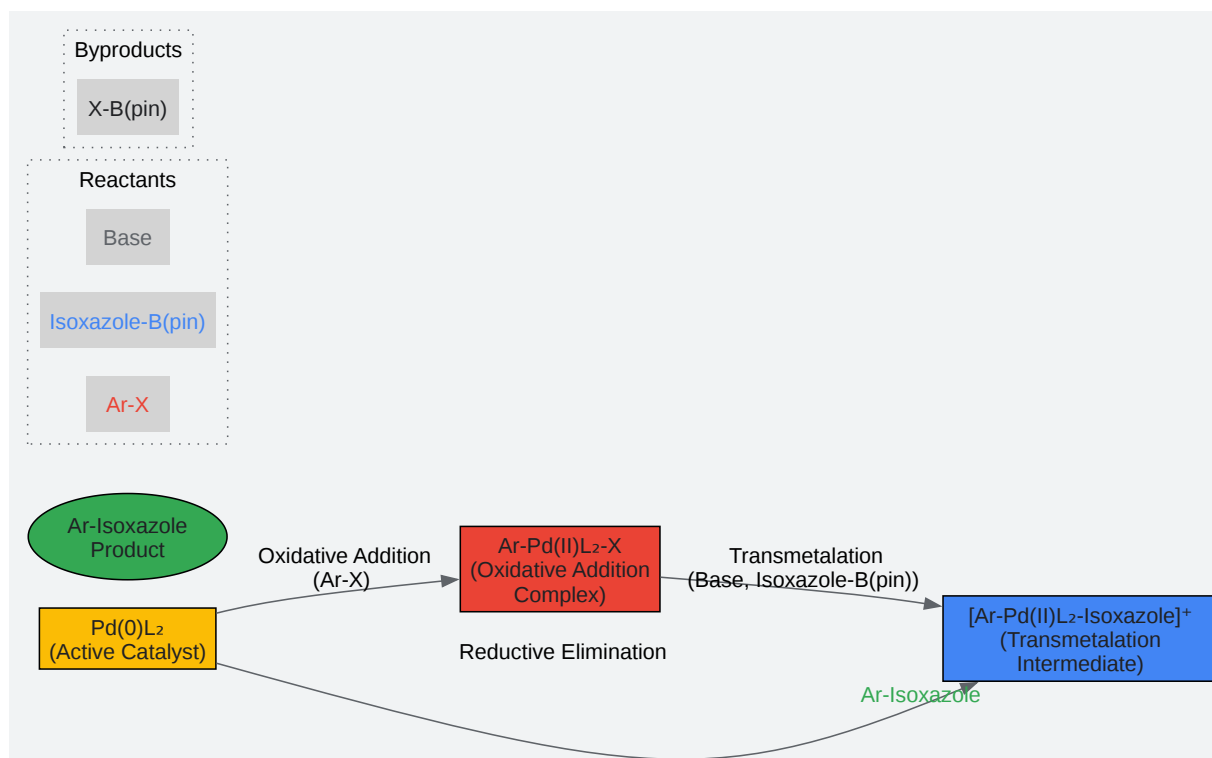 Byproducts
X-B(pin)
Reactants
Base
Isoxazole-B(pin)
Ar-X
Ar-Isoxazole
Product
Pd(0)L₂
(Active Catalyst)
Oxidative Addition
(Ar-X)
Ar-Pd(II)L₂-X
(Oxidative Addition
Complex)
Transmetalation
(Base, Isoxazole-B(pin))
[Ar-Pd(II)L₂-Isoxazole]⁺
(Transmetalation
Intermediate)
Reductive Elimination
Ar-Isoxazole